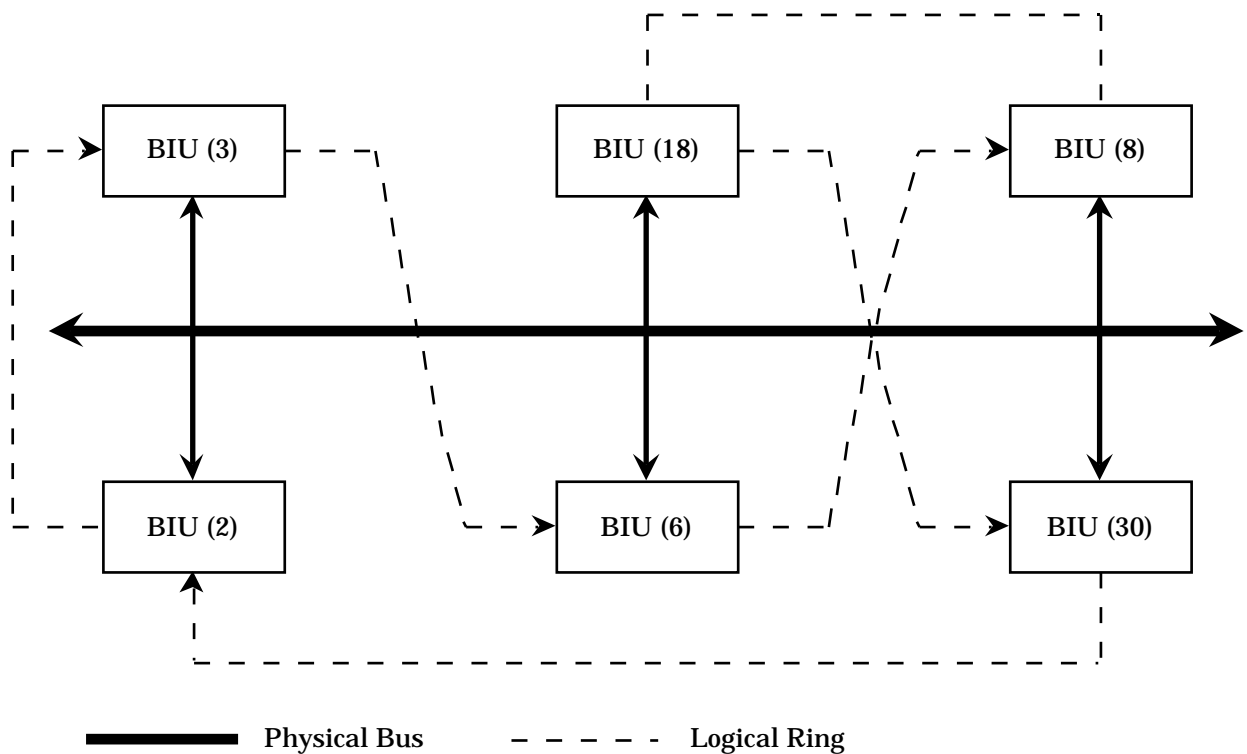 BIU (3)
BIU (18)
BIU (8)
BIU (2)
BIU (6)
BIU (30)
Physical Bus
Logical Ring